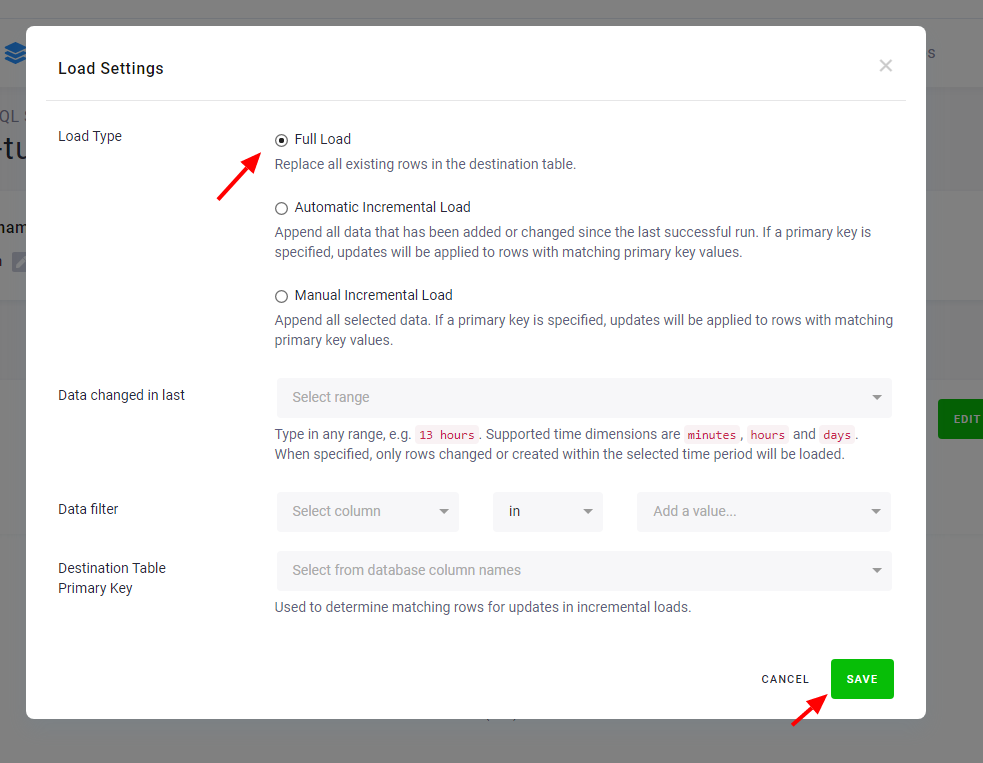 S
Load Settings
QL S
-tu
Load Type
Full Load
Replace all existing rows in the destination table.
Automatic Incremental Load
nam
Append all data that has been added or changed since the last successful run. If a primary key is
specified, updates will be applied to rows with matching primary key values.
Manual Incremental Load
Append all selected data. If a primary key is specified, updates will be applied to rows with matching
primary key values.
Data changed in last
Select range
EDIT
Type in any range, e.g. 13 hours . Supported time dimensions are minutes , hours and days .
When specified, only rows changed or created within the selected time period will be loaded.
Data filter
Select column
in
Add a value...
Destination Table
Primary Key
Select from database column names
Used to determine matching rows for updates in incremental loads.
CANCEL
SAVE